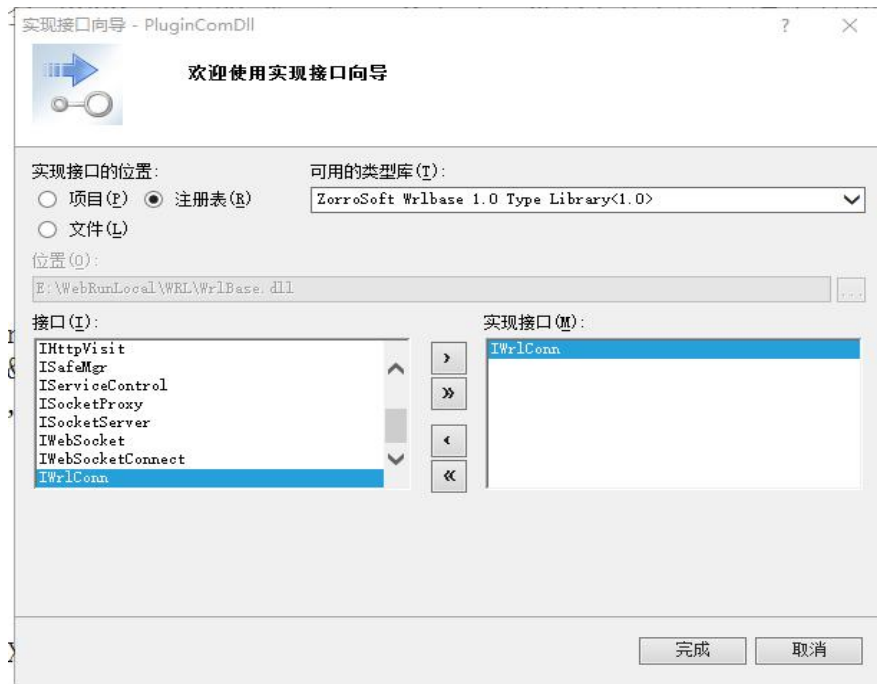 实现接口向导 - PluginComDll
?
欢迎使用实现接口向导
实现接口的位置:
可用的类型库(T):
项目(P)
注册表(R)
ZorroSoft Wrlbase 1.0 Type Library<1.0>
文件(L)
位置(O):
E:\WebRunLocal\WRL\WrlBase.dll
...
接口(I):
实现接口(M):
IHttpVisit
ISafeMgr
IServiceControl
ISocketProxy
ISocketServer
IWebSocket
IWebSocketConnect
IWrlConn
IWrlConn
完成
取消